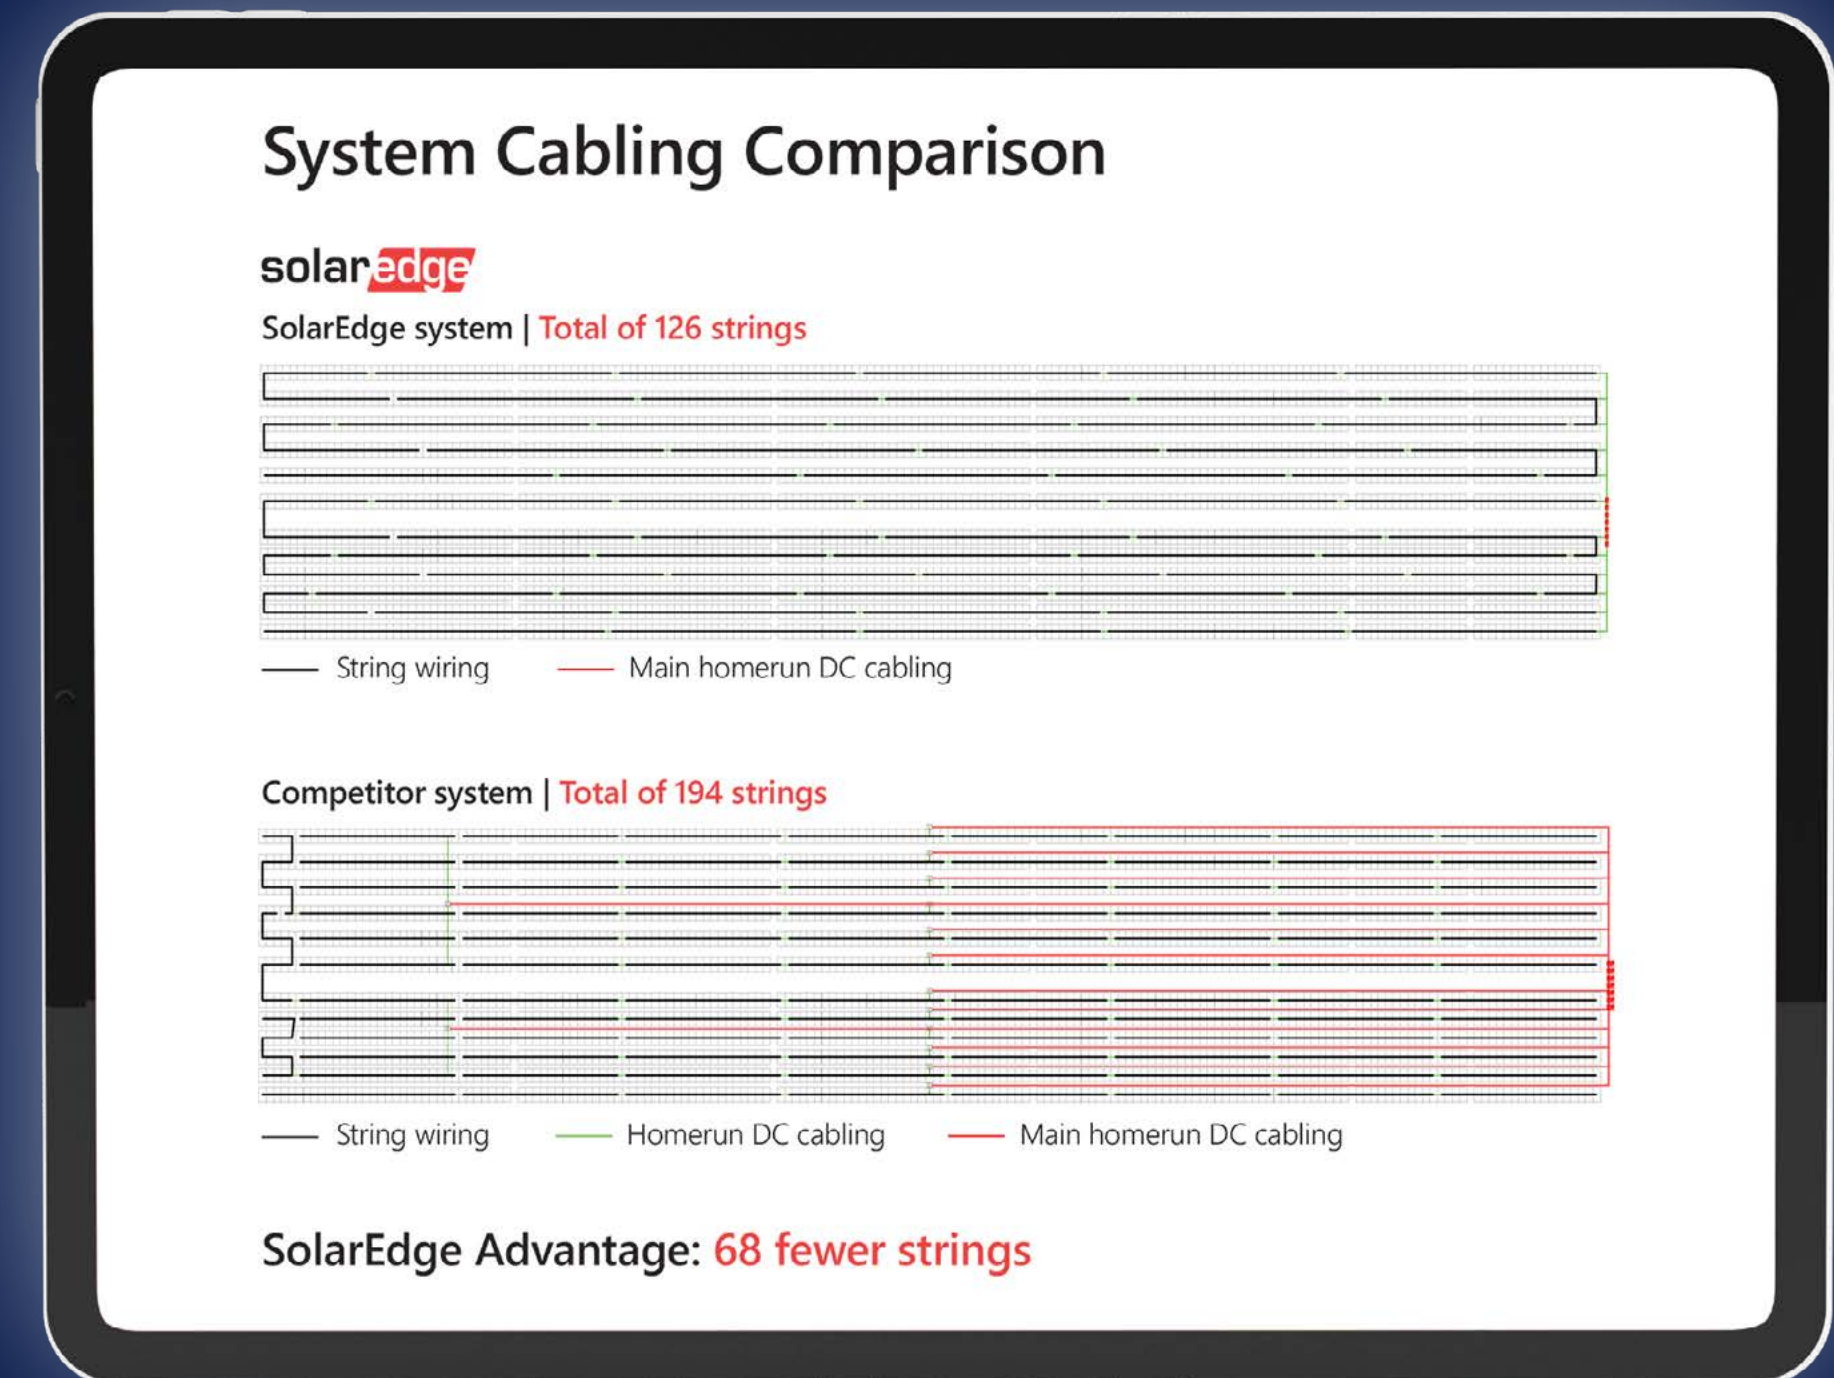 System Cabling Comparison
solaredge
SolarEdge system | Total of 126 strings
String wiring Main homerun DC cabling
Competitor system | Total of 194 strings
String wiring Homerun DC cabling Main homerun DC cabling
SolarEdge Advantage: 68 fewer strings